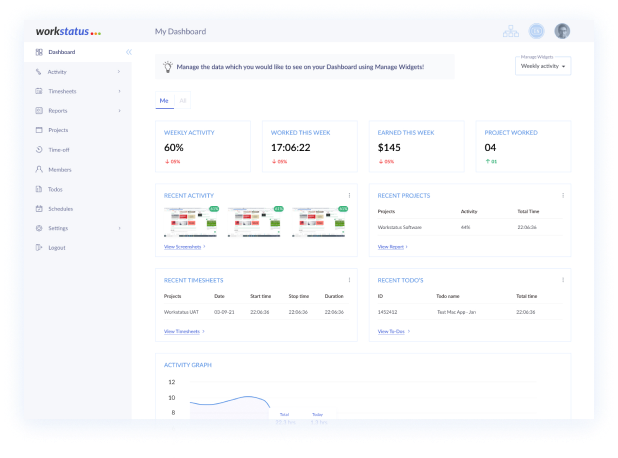 workstatus
My Dashboard
Dashboard
Activity
Timesheets
Reports
Projects
Time-off
Members
Todos
Schedules
Settings
Logout
Manage the data which you would like to see on your Dashboard using Manage Widgets!
Manage Widgets
Weekly activity
Me All
WEEKLY ACTIVITY
60%
↓ 05%
WORKED THIS WEEK
17:06:22
↓ 05%
EARNED THIS WEEK
$145
↓ 05%
PROJECT WORKED
04
↑ 01
RECENT ACTIVITY
View Screenshots >
RECENT PROJECTS
Projects Activity Total Time
Workstatus Software 44% 22:06:36
View Report >
RECENT TIMESHEETS
Projects Date Start time Stop time Duration
Workstatus UAT 03-09-21 22:06:36 22:06:36 22:06:36
View Timesheets >
RECENT TODO'S
ID Todo name Total time
1452412 Test Mac App - Jan 22:06:36
View To-Dos >
ACTIVITY GRAPH
12
10
8
Total Today